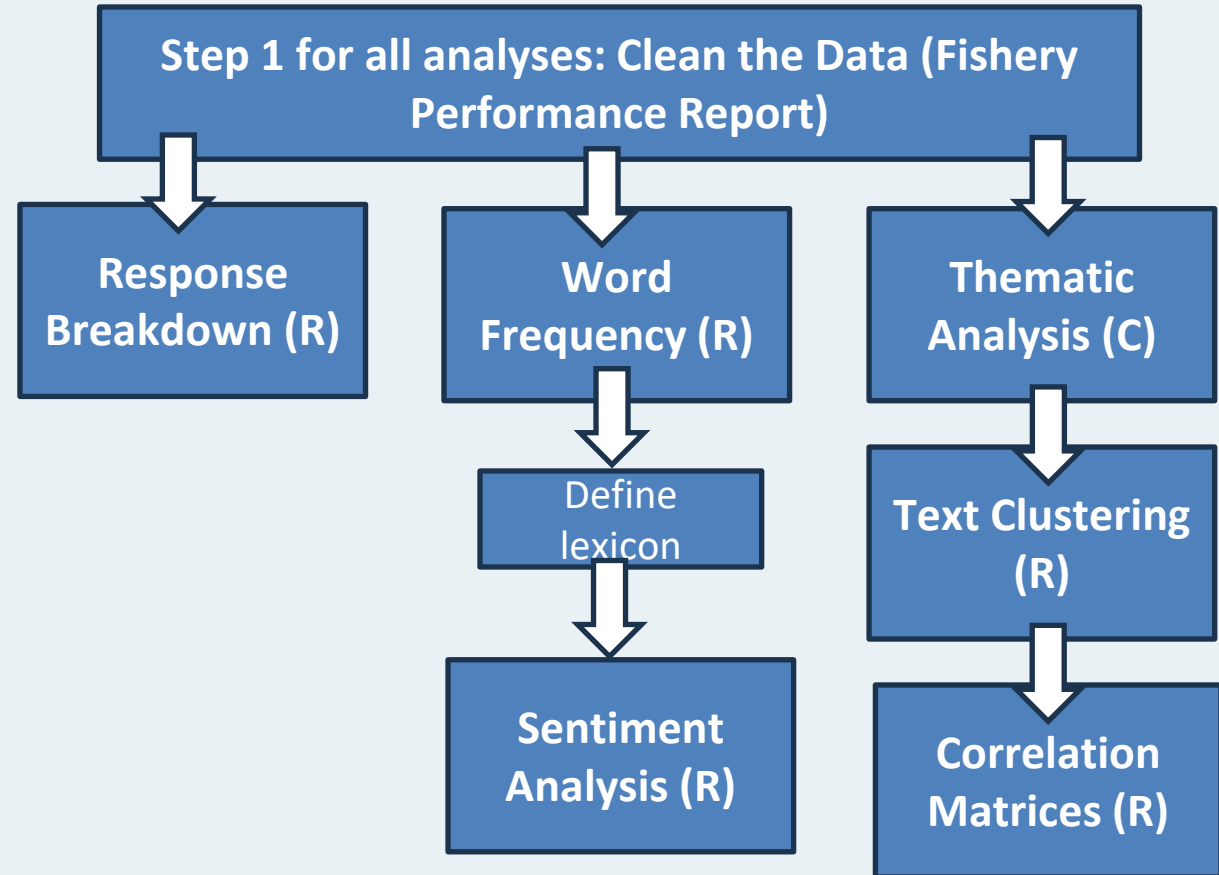 Step 1 for all analyses: Clean the Data (Fishery
Performance Report)
Response
Breakdown (R)
Word
Frequency (R)
Define
lexicon
Sentiment
Analysis (R)
Thematic
Analysis (C)
Text Clustering
(R)
Correlation
Matrices (R)